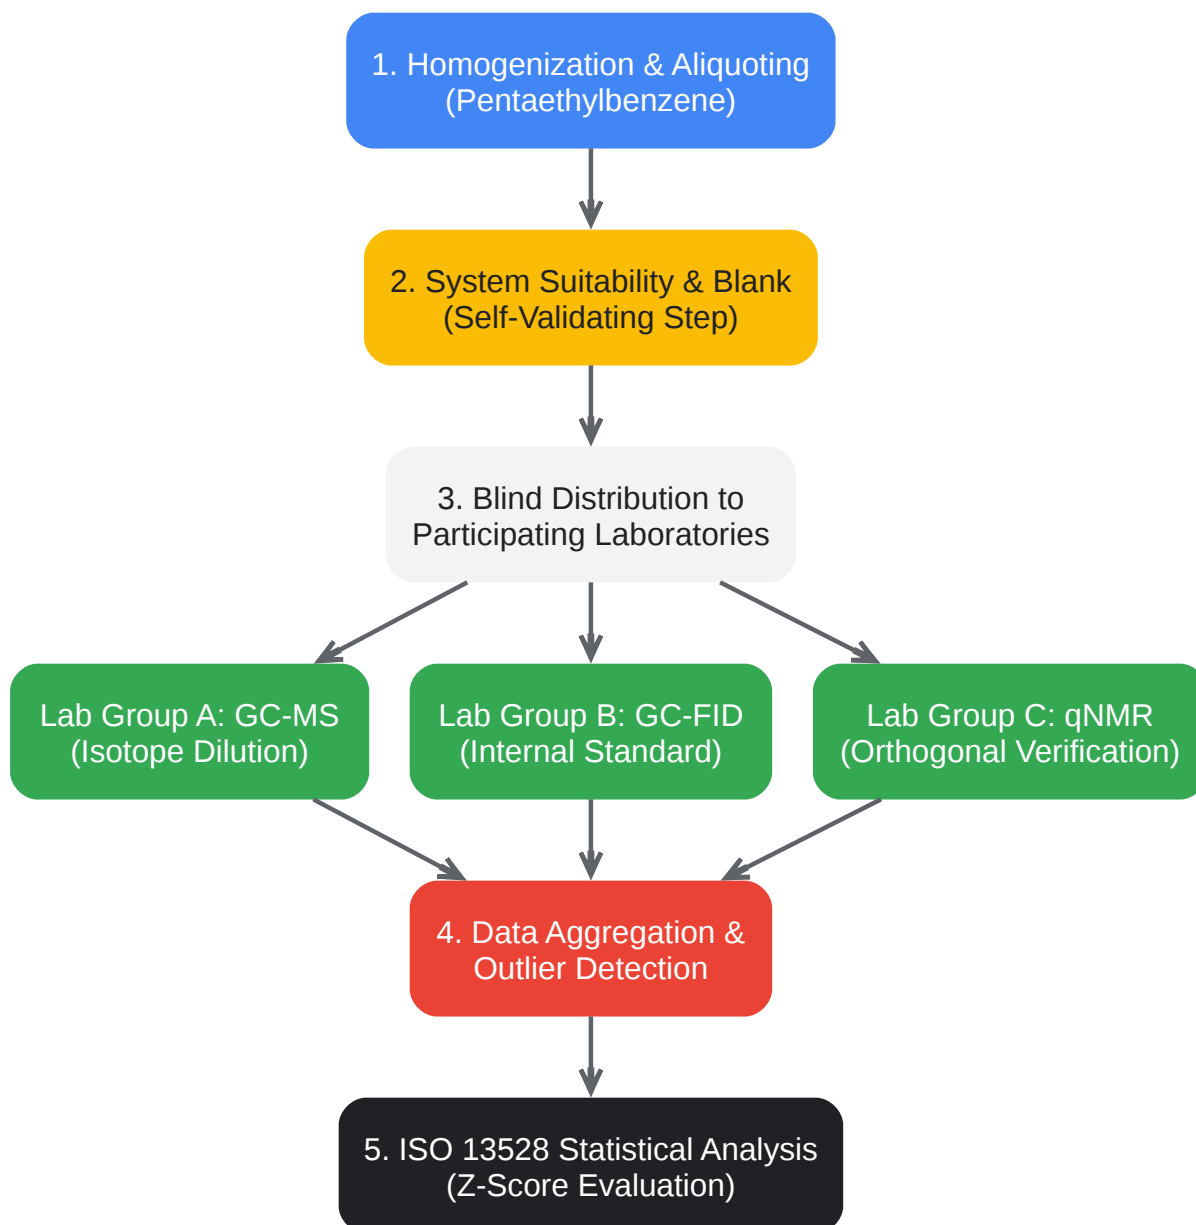 1. Homogenization & Aliquoting
(Pentaethylbenzene)
2. System Suitability & Blank
(Self-Validating Step)
3. Blind Distribution to
Participating Laboratories
Lab Group A: GC-MS
(Isotope Dilution)
Lab Group B: GC-FID
(Internal Standard)
Lab Group C: qNMR
(Orthogonal Verification)
4. Data Aggregation &
Outlier Detection
5. ISO 13528 Statistical Analysis
(Z-Score Evaluation)